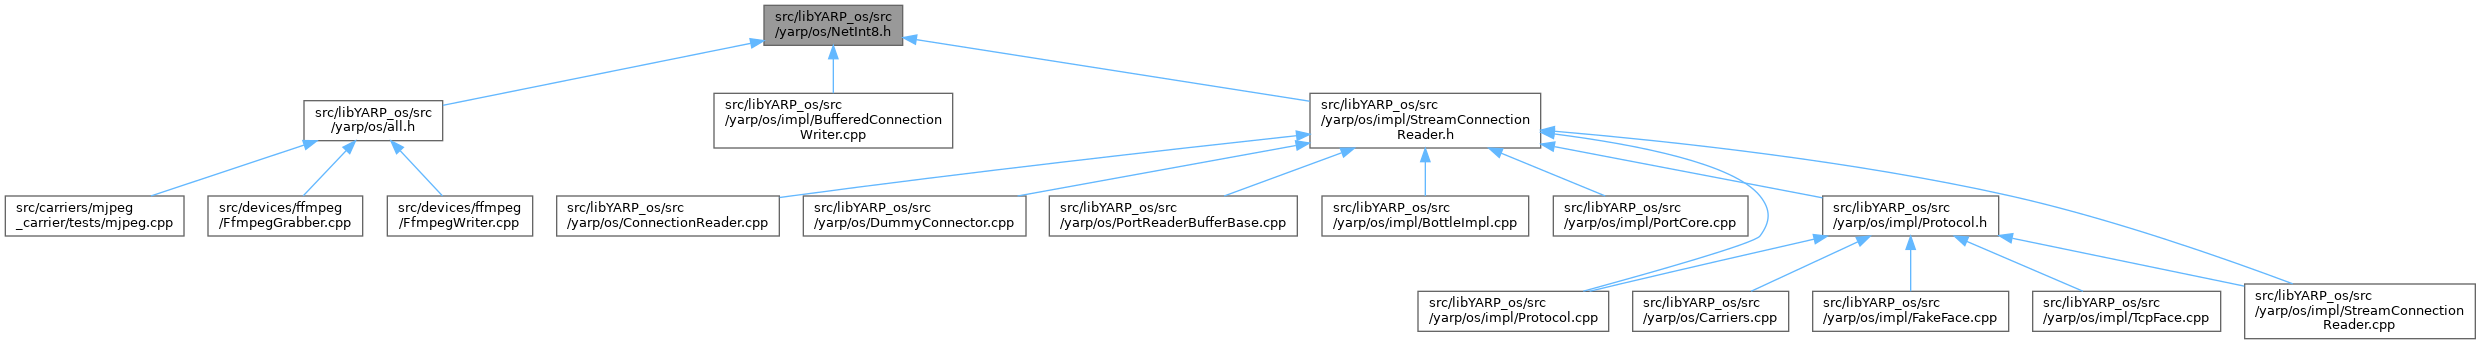 src/libYARP_os/src
/yarp/os/NetInt8.h
src/libYARP_os/src
/yarp/os/all.h
src/libYARP_os/src
/yarp/os/impl/BufferedConnection
Writer.cpp
src/libYARP_os/src
/yarp/os/impl/StreamConnection
Reader.h
src/carriers/mjpeg
_carrier/tests/mjpeg.cpp
src/devices/ffmpeg
/FfmpegGrabber.cpp
src/devices/ffmpeg
/FfmpegWriter.cpp
src/libYARP_os/src
/yarp/os/ConnectionReader.cpp
src/libYARP_os/src
/yarp/os/DummyConnector.cpp
src/libYARP_os/src
/yarp/os/PortReaderBufferBase.cpp
src/libYARP_os/src
/yarp/os/impl/BottleImpl.cpp
src/libYARP_os/src
/yarp/os/impl/PortCore.cpp
src/libYARP_os/src
/yarp/os/impl/Protocol.h
src/libYARP_os/src
/yarp/os/impl/Protocol.cpp
src/libYARP_os/src
/yarp/os/Carriers.cpp
src/libYARP_os/src
/yarp/os/impl/FakeFace.cpp
src/libYARP_os/src
/yarp/os/impl/TcpFace.cpp
src/libYARP_os/src
/yarp/os/impl/StreamConnection
Reader.cpp